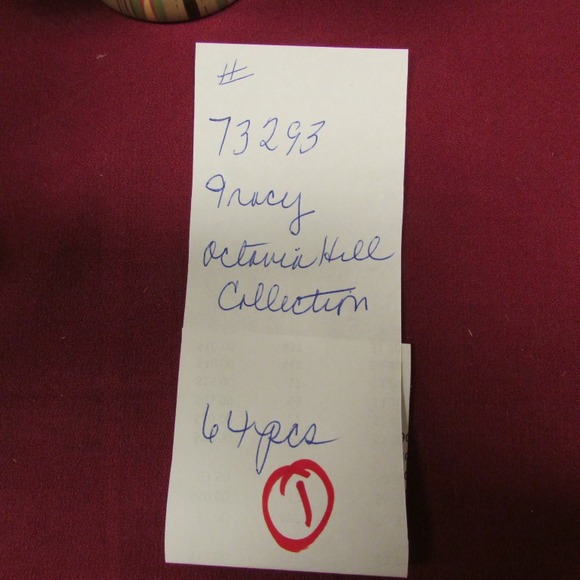 #
73293
Tracy
Octavia Hill
Collection
64 pcs
1